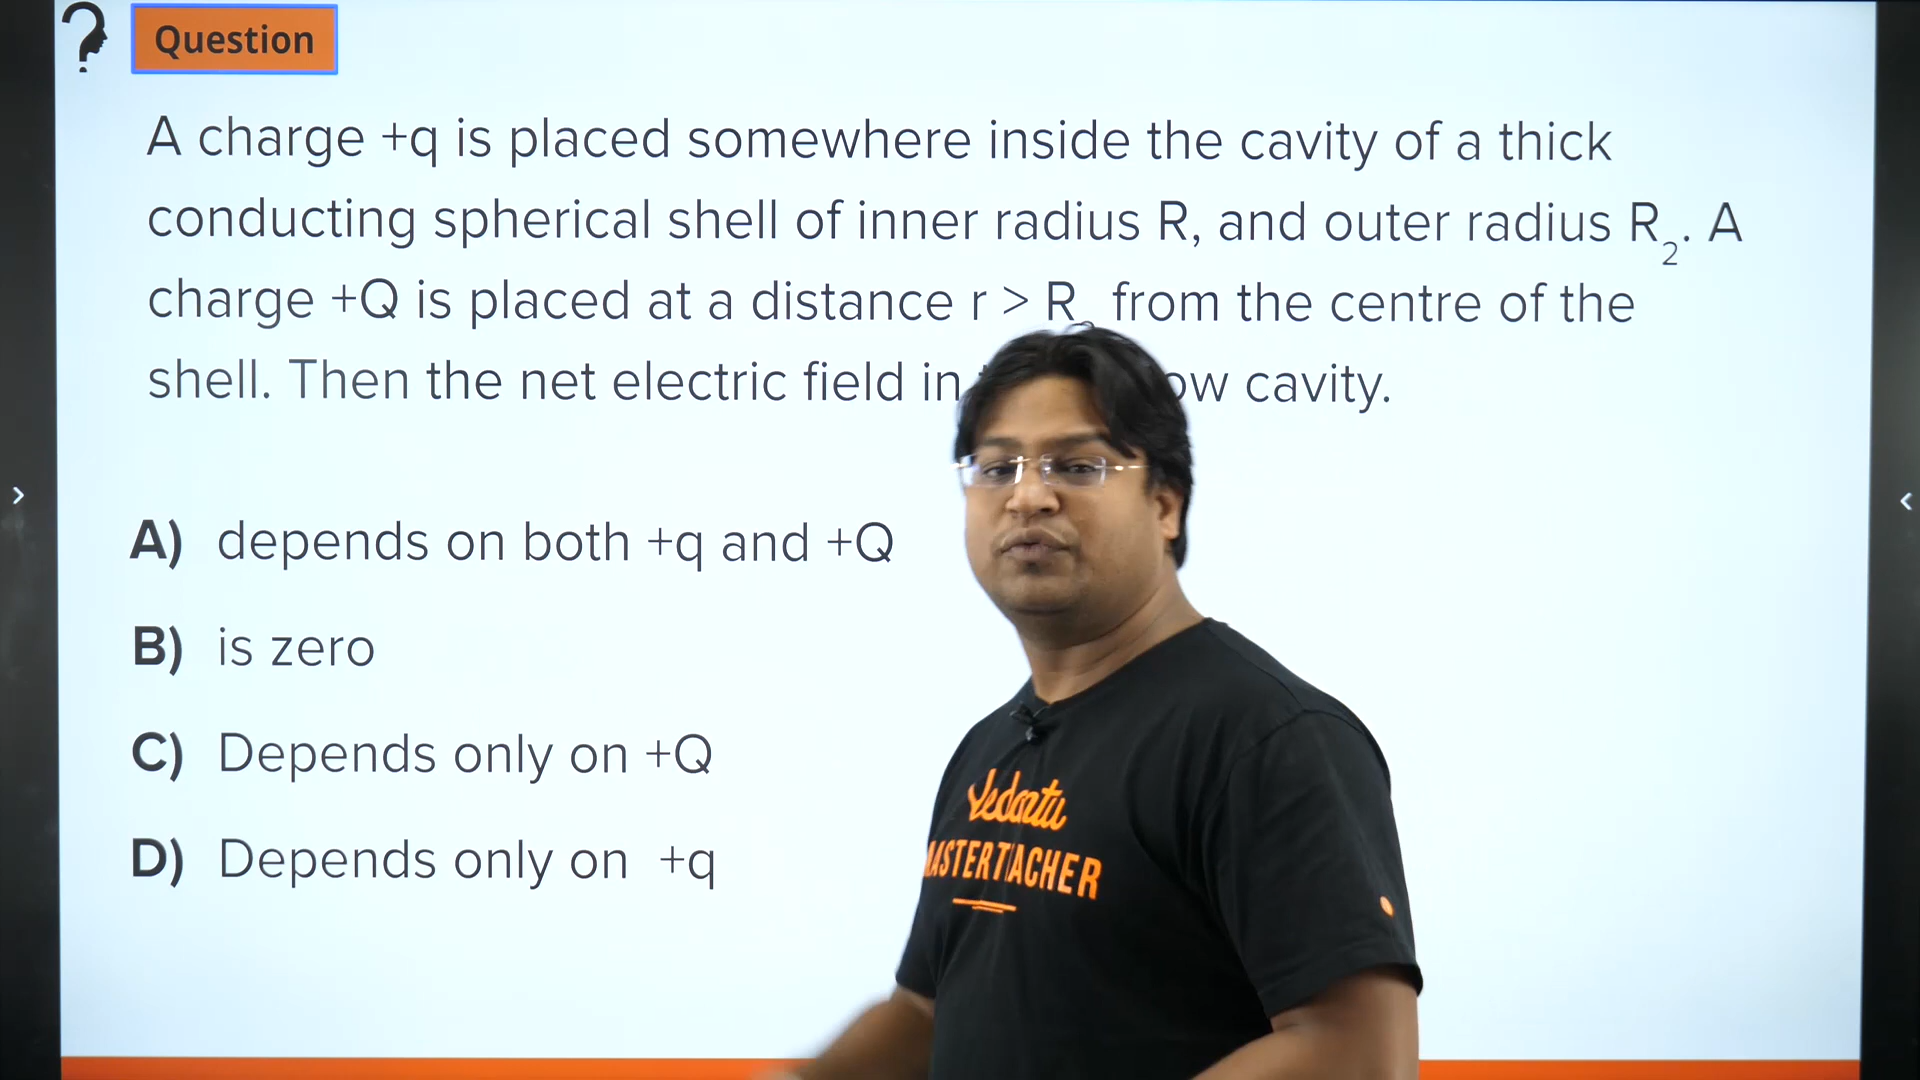 Question
A charge +q is placed somewhere inside the cavity of a thick
conducting spherical shell of inner radius R, and outer radius R₂. A
charge +Q is placed at a distance r > R from the centre of the
shell. Then the net electric field in cavity.
A) depends on both +q and +Q
B) is zero
C) Depends only on +Q
D) Depends only on +q
Vedantu